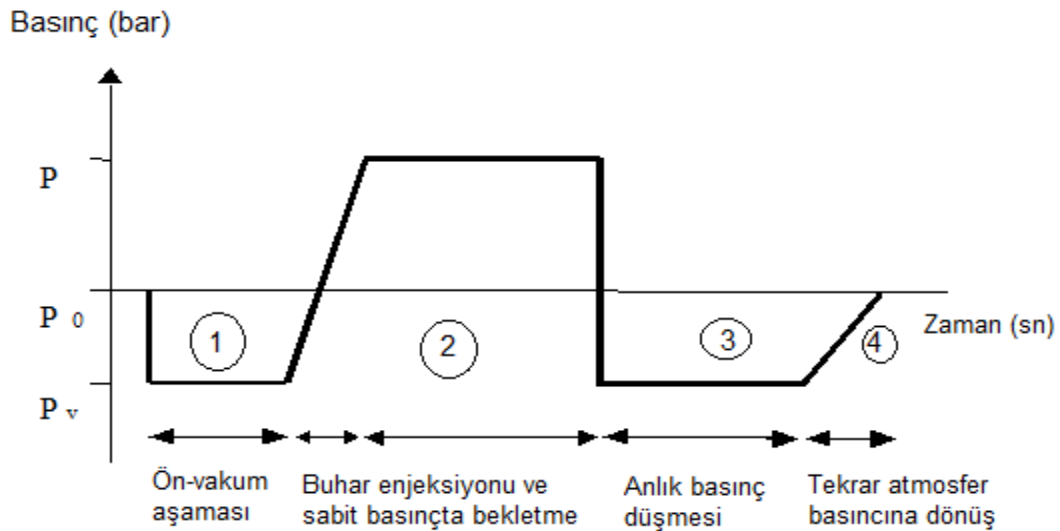 Basınç (bar)
P
P 0
P v
1
2
3
4
Zaman (sn)
Ön-vakum
aşaması
Buhar enjeksiyonu ve
sabit basınçta bekletme
Anlık basınç
düşmesi
Tekrar atmosfer
basıncına dönüş